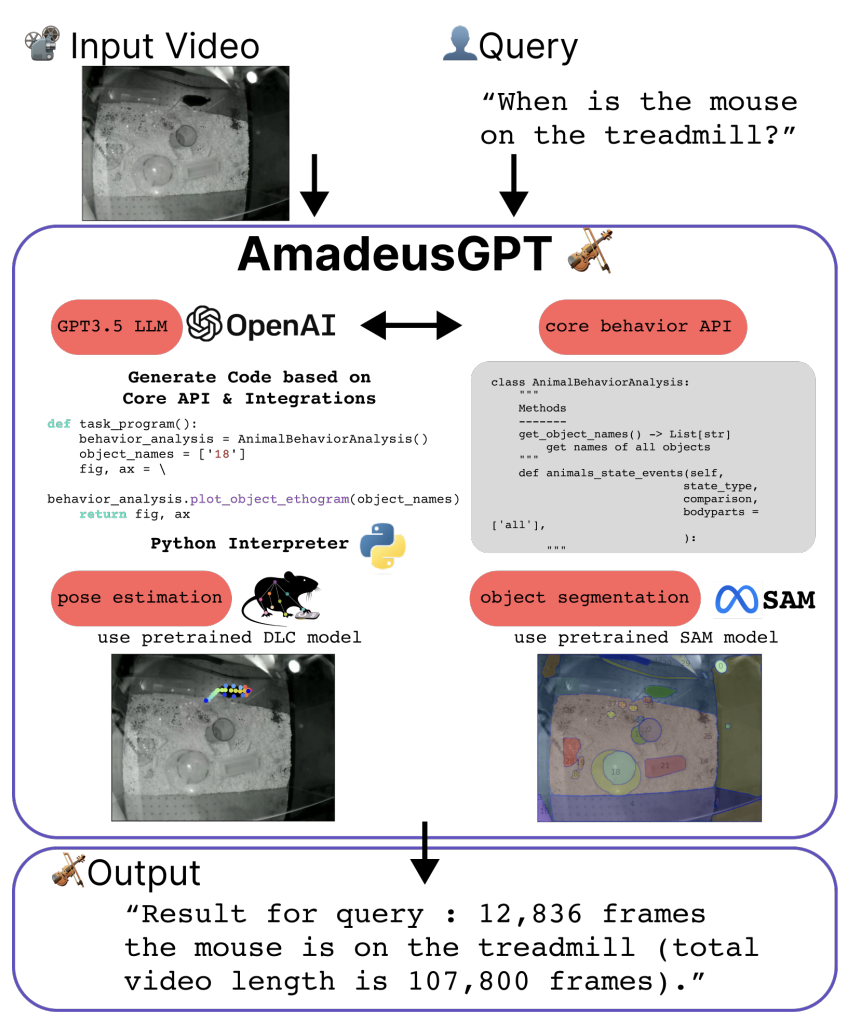 Input Video
Query
“When is the mouse
on the treadmill?”
AmadeusGPT
GPT3.5 LLM
OpenAI
core behavior API
Generate Code based on
Core API & Integrations
def task_program():
behavior_analysis = AnimalBehaviorAnalysis()
object_names = ['18']
fig, ax = \
behavior_analysis.plot_object_ethogram(object_names)
return fig, ax
Python Interpreter
class AnimalBehaviorAnalysis:
"""
Methods
-------
get_object_names() -> List[str]
get names of all objects
"""
def animals_state_events(self,
state_type,
comparison,
bodyparts =
['all'],
):
"""
pose estimation
use pretrained DLC model
object segmentation
SAM
use pretrained SAM model
0
18
21
Output
“Result for query : 12,836 frames
the mouse is on the treadmill (total
video length is 107,800 frames).”